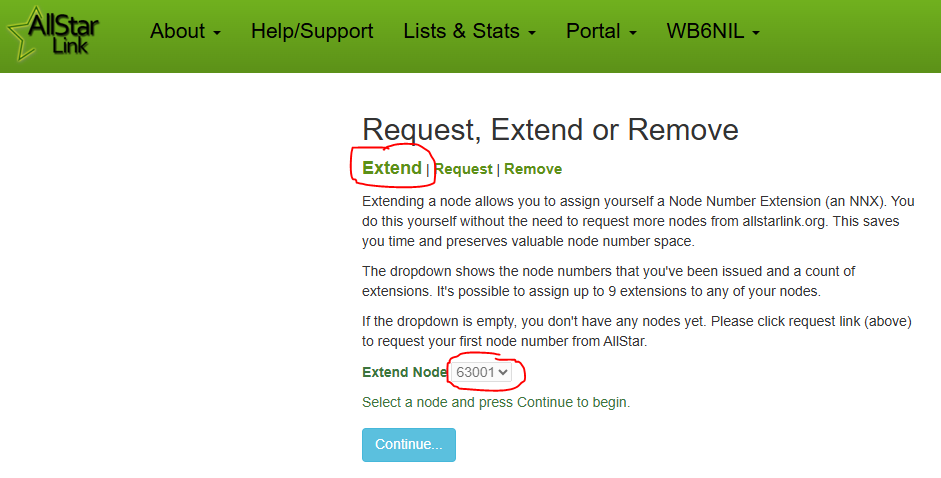 AllStar
Link
About Help/Support Lists & Stats Portal WB6NIL
Request, Extend or Remove
Extend | Request | Remove
Extending a node allows you to assign yourself a Node Number Extension (an NNX). You
do this yourself without the need to request more nodes from allstarlink.org. This saves
you time and preserves valuable node number space.
The dropdown shows the node numbers that you've been issued and a count of
extensions. It's possible to assign up to 9 extensions to any of your nodes.
If the dropdown is empty, you don't have any nodes yet. Please click request link (above)
to request your first node number from AllStar.
Extend Node 63001
Select a node and press Continue to begin.
Continue...